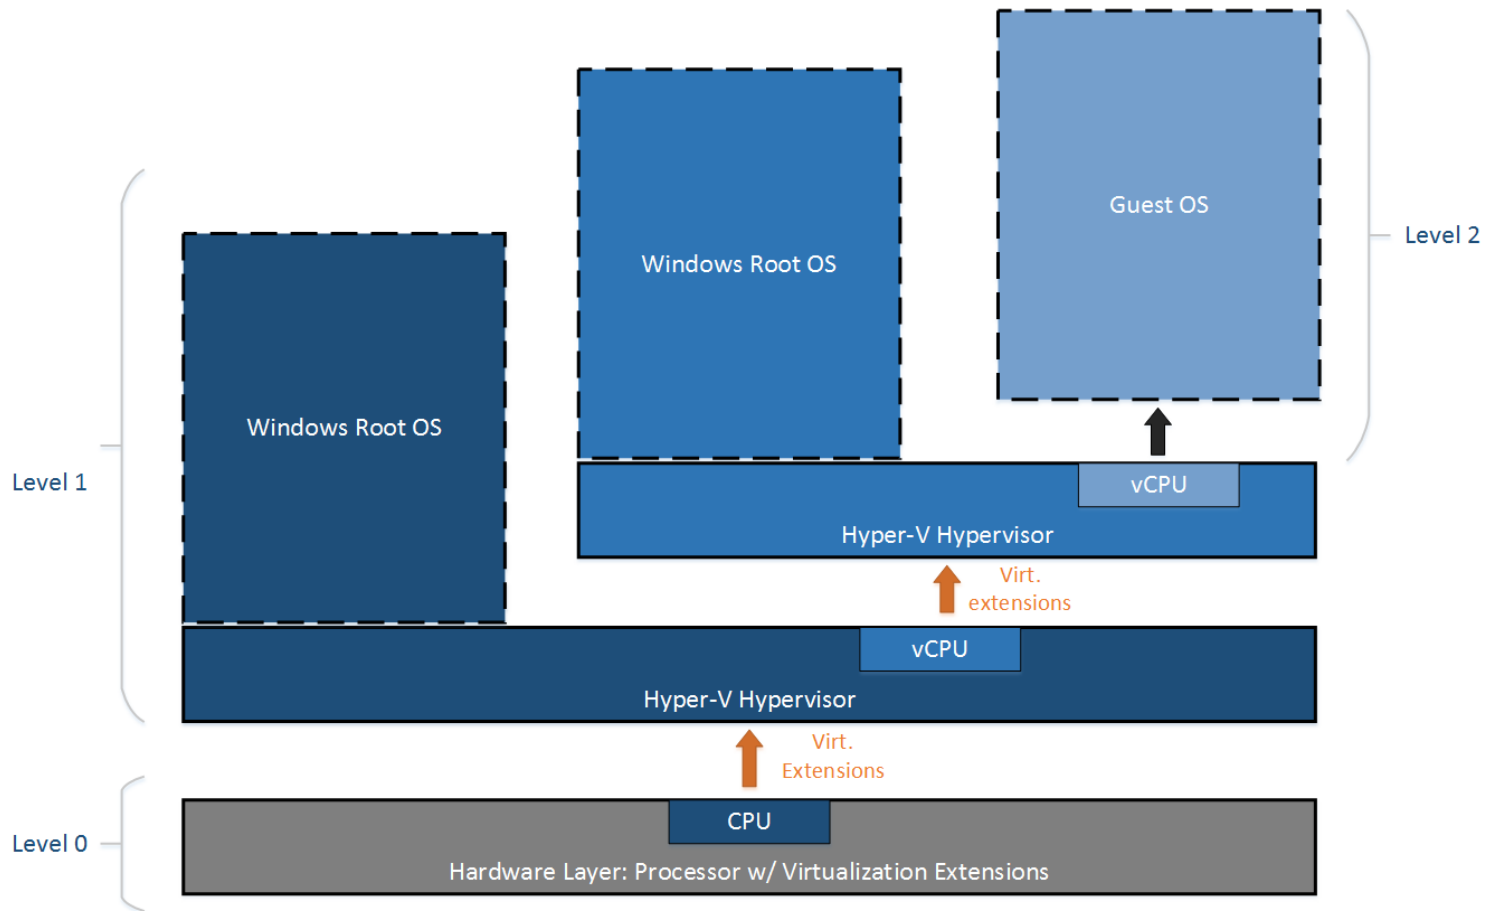 Guest OS
Level 2
Windows Root OS
Windows Root OS
Level 1
vCPU
Hyper-V Hypervisor
Virt.
extensions
vCPU
Hyper-V Hypervisor
Virt.
Extensions
CPU
Level 0
Hardware Layer: Processor w/ Virtualization Extensions